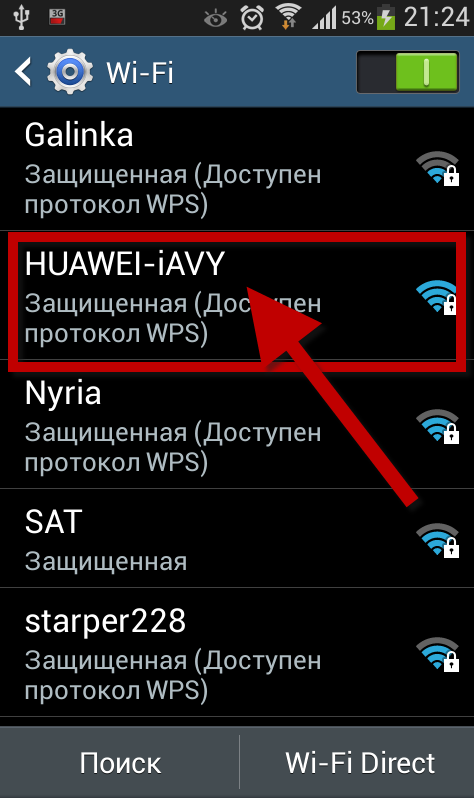 3G
53% 21:24
Wi-Fi
Galinka
Защищенная (Доступен
протокол WPS)
HUAWEI-iAVY
Защищенная (Доступен
протокол WPS)
Nyria
Защищенная (Доступен
протокол WPS)
SAT
Защищенная
starper228
Защищенная (Доступен
протокол WPS)
Поиск
Wi-Fi Direct